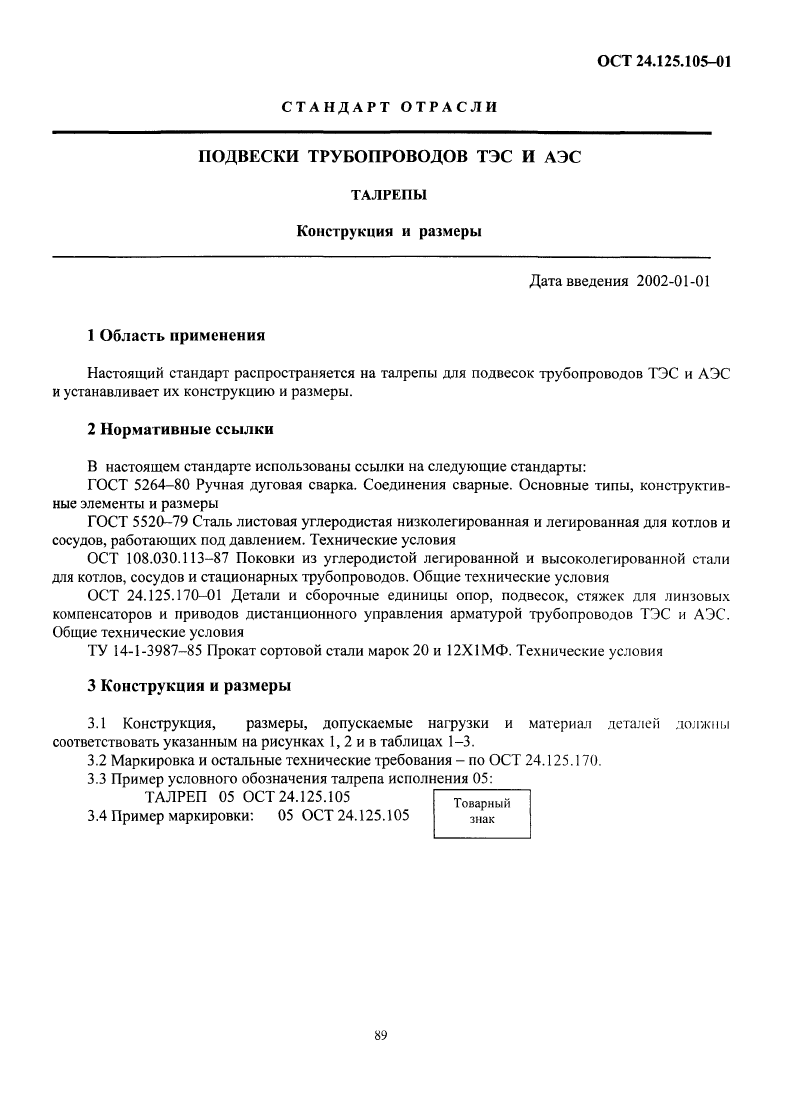 ОСТ 24.125.105–01
СТАНДАРТ ОТРАСЛИ
ПОДВЕСКИ ТРУБОПРОВОДОВ ТЭС И АЭС
ТАЛРЕПЫ
Конструкция и размеры
Дата введения 2002-01-01
1 Область применения
Настоящий стандарт распространяется на талрепы для подвесок трубопроводов ТЭС и АЭС
и устанавливает их конструкцию и размеры.
2 Нормативные ссылки
В настоящем стандарте использованы ссылки на следующие стандарты:
ГОСТ 5264–80 Ручная дуговая сварка. Соединения сварные. Основные типы, конструктив-
ные элементы и размеры
ГОСТ 5520–79 Сталь листовая углеродистая низколегированная и легированная для котлов и
сосудов, работающих под давлением. Технические условия
ОСТ 108.030.113–87 Поковки из углеродистой легированной и высоколегированной стали
для котлов, сосудов и стационарных трубопроводов. Общие технические условия
ОСТ 24.125.170–01 Детали и сборочные единицы опор, подвесок, стяжек для линзовых
компенсаторов и приводов дистанционного управления арматурой трубопроводов ТЭС и АЭС.
Общие технические условия
ТУ 14-1-3987–85 Прокат сортовой стали марок 20 и 12Х1МФ. Технические условия
3 Конструкция и размеры
3.1 Конструкция, размеры, допускаемые нагрузки и материал деталей должны
соответствовать указанным на рисунках 1, 2 и в таблицах 1–3.
3.2 Маркировка и остальные технические требования – по ОСТ 24.125.170.
3.3 Пример условного обозначения талрепа исполнения 05:
ТАЛРЕП 05 ОСТ 24.125.105
3.4 Пример маркировки: 05 ОСТ 24.125.105
Товарный
знак
89